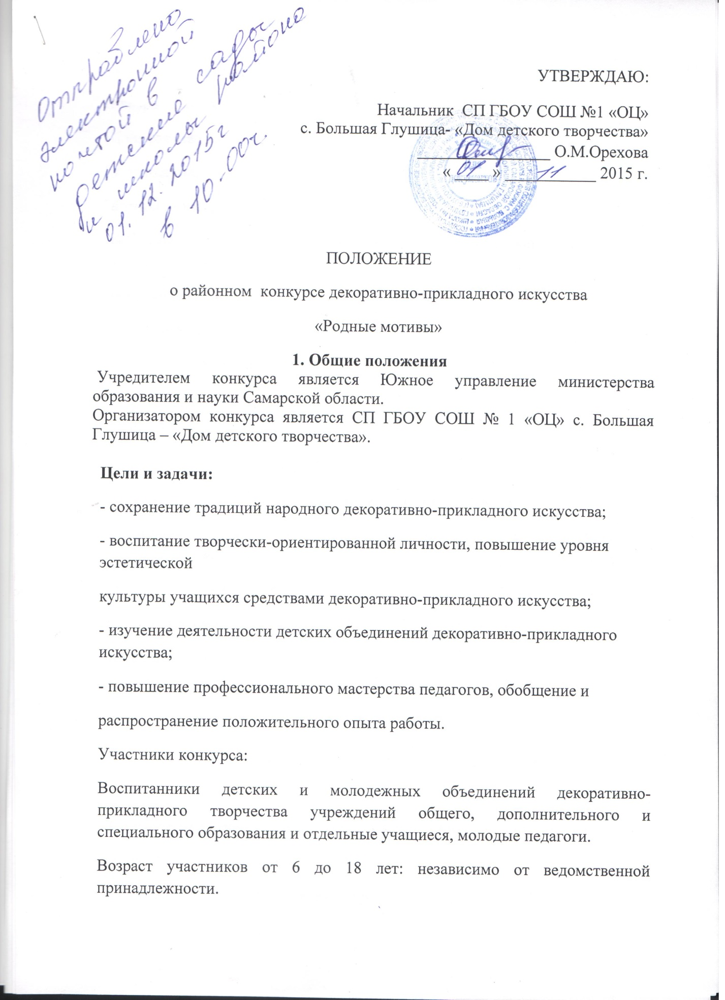 Отправлено
электронной
почтой в
детские сады
и школы района
01.12.2015г
в 10-00ч.
УТВЕРЖДАЮ:
Начальник СП ГБОУ СОШ №1 «ОЦ»
с. Большая Глушица- «Дом детского творчества»
О.М.Орехова
« 01 » 11 2015 г.
ПОЛОЖЕНИЕ
о районном конкурсе декоративно-прикладного искусства
«Родные мотивы»
1. Общие положения
Учредителем конкурса является Южное управление министерства
образования и науки Самарской области.
Организатором конкурса является СП ГБОУ СОШ № 1 «ОЦ» с. Большая
Глушица – «Дом детского творчества».
Цели и задачи:
- сохранение традиций народного декоративно-прикладного искусства;
- воспитание творчески-ориентированной личности, повышение уровня
эстетической
культуры учащихся средствами декоративно-прикладного искусства;
- изучение деятельности детских объединений декоративно-прикладного
искусства;
- повышение профессионального мастерства педагогов, обобщение и
распространение положительного опыта работы.
Участники конкурса:
Воспитанники детских и молодежных объединений декоративно-
прикладного творчества учреждений общего, дополнительного и
специального образования и отдельные учащиеся, молодые педагоги.
Возраст участников от 6 до 18 лет: независимо от ведомственной
принадлежности.